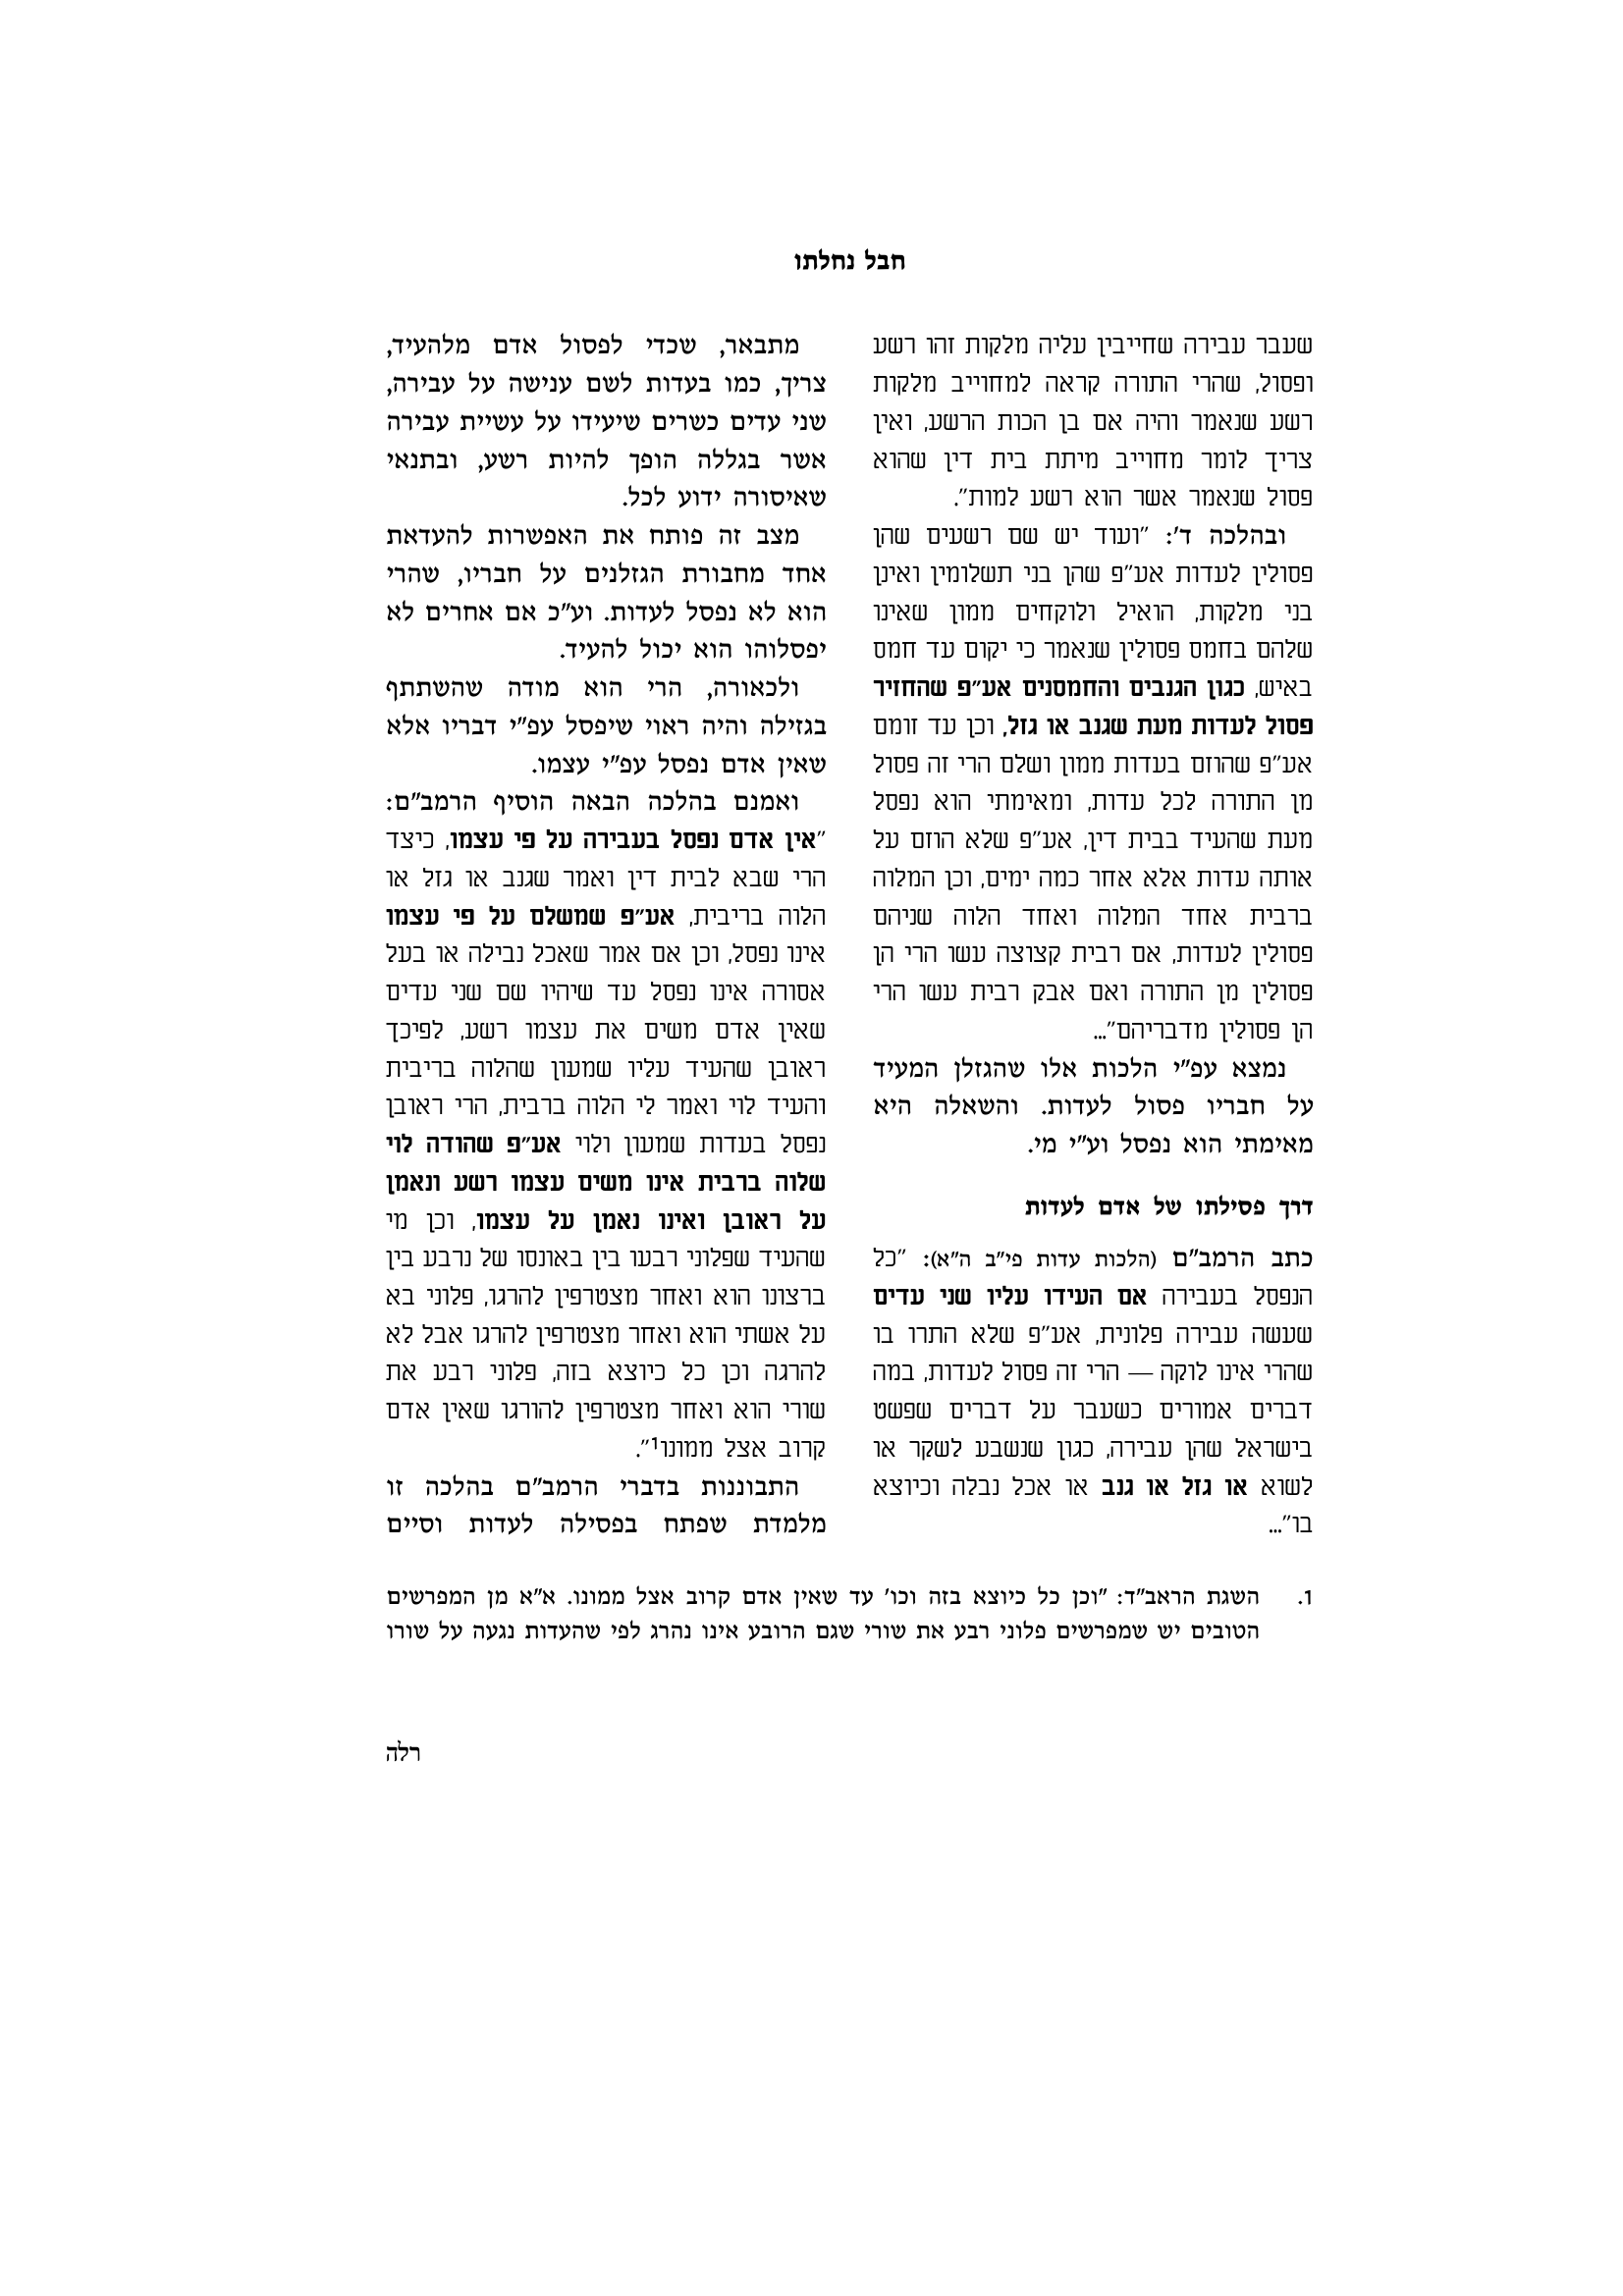 חבל נחלתו
שעבר עבירה שחייבין עליה מלקות זהו רשע
ופסול, שהרי התורה קראה למחוייב מלקות
רשע שנאמר והיה אם בן הכות הרשע, ואין
צריך לומר מחוייב מיתת בית דין שהוא
פסול שנאמר אשר הוא רשע למות".
ובהלכה ד': "ועוד יש שם רשעים שהן
פסולין לעדות אע"פ שהן בני תשלומין ואינן
בני מלקות, הואיל ולוקחים ממון שאינו
שלהם בחמס פסולין שנאמר כי יקום עד חמס
באיש, כגון הגנבים והחמסנים אע"פ שהחזיר
פסול לעדות מעת שגנב או גזל, וכן עד זומם
אע"פ שהוזם בעדות ממון ושלם הרי זה פסול
מן התורה לכל עדות, ומאימתי הוא נפסל
מעת שהעיד בבית דין, אע"פ שלא הוזם על
אותה עדות אלא אחר כמה ימים, וכן המלוה
ברבית אחד המלוה ואחד הלוה שניהם
פסולין לעדות, אם רבית קצוצה עשו הרי הן
פסולין מן התורה ואם אבק רבית עשו הרי
הן פסולין מדבריהם"...
נמצא עפ"י הלכות אלו שהגזלן המעיד
על חבריו פסול לעדות. והשאלה היא
מאימתי הוא נפסל וע"י מי.
דרך פסילתו של אדם לעדות
כתב הרמב"ם (הלכות עדות פי"ב ה"א): "כל
הנפסל בעבירה אם העידו עליו שני עדים
שעשה עבירה פלונית, אע"פ שלא התרו בו
שהרי אינו לוקה — הרי זה פסול לעדות, במה
דברים אמורים כשעבר על דברים שפשט
בישראל שהן עבירה, כגון שנשבע לשקר או
לשוא או גזל או גנב או אכל נבלה וכיוצא
בו"...
מתבאר, שכדי לפסול אדם מלהעיד,
צריך, כמו בעדות לשם ענישה על עבירה,
שני עדים כשרים שיעידו על עשיית עבירה
אשר בגללה הופך להיות רשע, ובתנאי
שאיסורה ידוע לכל.
מצב זה פותח את האפשרות להעדאת
אחד מחבורת הגזלנים על חבריו, שהרי
הוא לא נפסל לעדות. וע"כ אם אחרים לא
יפסלוהו הוא יכול להעיד.
ולכאורה, הרי הוא מודה שהשתתף
בגזילה והיה ראוי שיפסל עפ"י דבריו אלא
שאין אדם נפסל עפ"י עצמו.
ואמנם בהלכה הבאה הוסיף הרמב"ם:
"אין אדם נפסל בעבירה על פי עצמו, כיצד
הרי שבא לבית דין ואמר שגנב או גזל או
הלוה בריבית, אע"פ שמשלם על פי עצמו
אינו נפסל, וכן אם אמר שאכל נבילה או בעל
אסורה אינו נפסל עד שיהיו שם שני עדים
שאין אדם משים את עצמו רשע, לפיכך
ראובן שהעיד עליו שמעון שהלוה בריבית
והעיד לוי ואמר לי הלוה ברבית, הרי ראובן
נפסל בעדות שמעון ולוי אע"פ שהודה לוי
שלוה ברבית אינו משים עצמו רשע ונאמן
על ראובן ואינו נאמן על עצמו, וכן מי
שהעיד שפלוני רבעו בין באונסו של נרבע בין
ברצונו הוא ואחר מצטרפין להרגו, פלוני בא
על אשתי הוא ואחר מצטרפין להרגו אבל לא
להרגה וכן כל כיוצא בזה, פלוני רבע את
שורי הוא ואחר מצטרפין להורגו שאין אדם
קרוב אצל ממונו1".
התבוננות בדברי הרמב"ם בהלכה זו
מלמדת שפתח בפסילה לעדות וסיים
1. השגת הראב"ד: "וכן כל כיוצא בזה וכו' עד שאין אדם קרוב אצל ממונו. א"א מן המפרשים
הטובים יש שמפרשים פלוני רבע את שורי שגם הרובע אינו נהרג לפי שהעדות נגעה על שורו
רלה